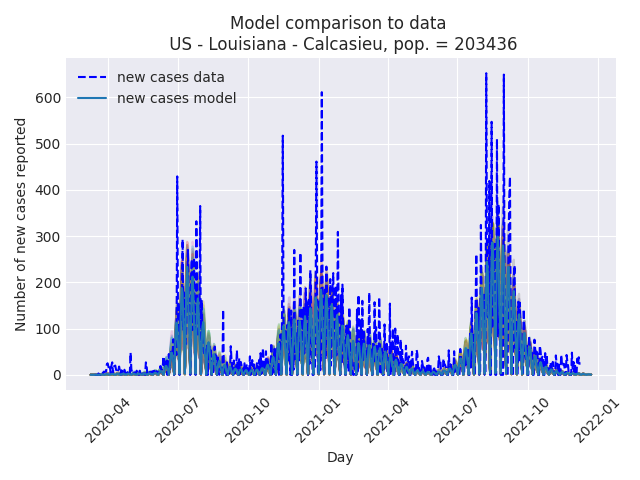 Model comparison to data
US - Louisiana - Calcasieu, pop. = 203436
new cases data
new cases model
Number of new cases reported
600
500
400
300
200
100
0
2020-04
2020-07
2020-10
2021-01
2021-04
2021-07
2021-10
2022-01
Day